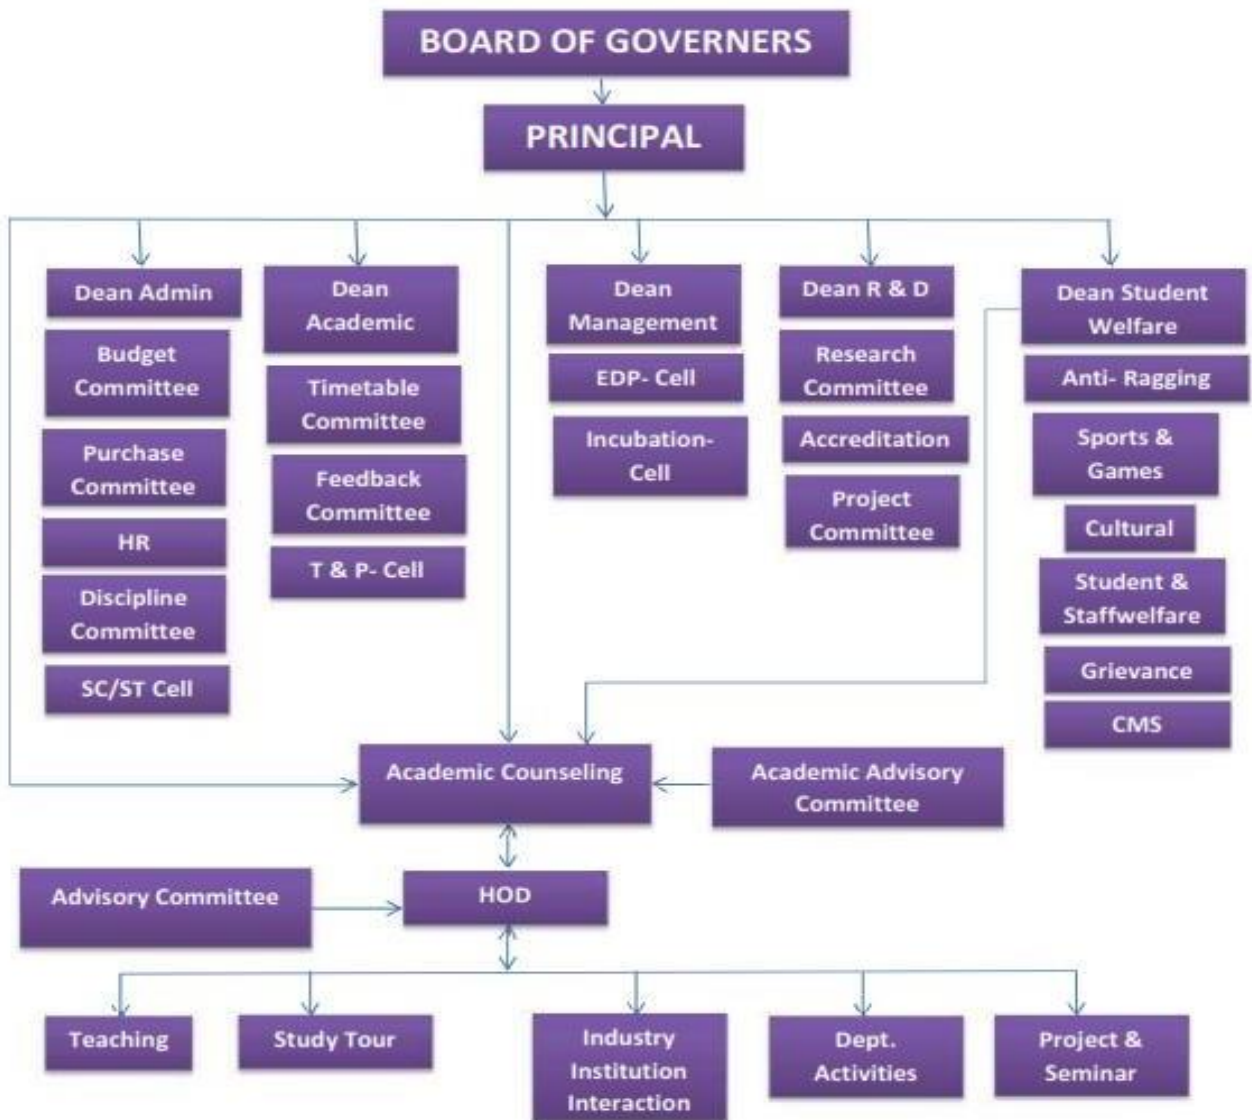 BOARD OF GOVERNERS
PRINCIPAL
Dean Admin
Budget
Committee
Purchase
Committee
HR
Discipline
Committee
SC/ST Cell
Dean
Academic
Timetable
Committee
Feedback
Committee
T & P- Cell
Dean
Management
EDP- Cell
Incubation-
Cell
Dean R & D
Research
Committee
Accreditation
Project
Committee
Dean Student
Welfare
Anti- Ragging
Sports &
Games
Cultural
Student &
Staffwelfare
Grievance
CMS
Academic Counseling
Academic Advisory
Committee
Advisory Committee
HOD
Teaching
Study Tour
Industry
Institution
Interaction
Dept.
Activities
Project &
Seminar